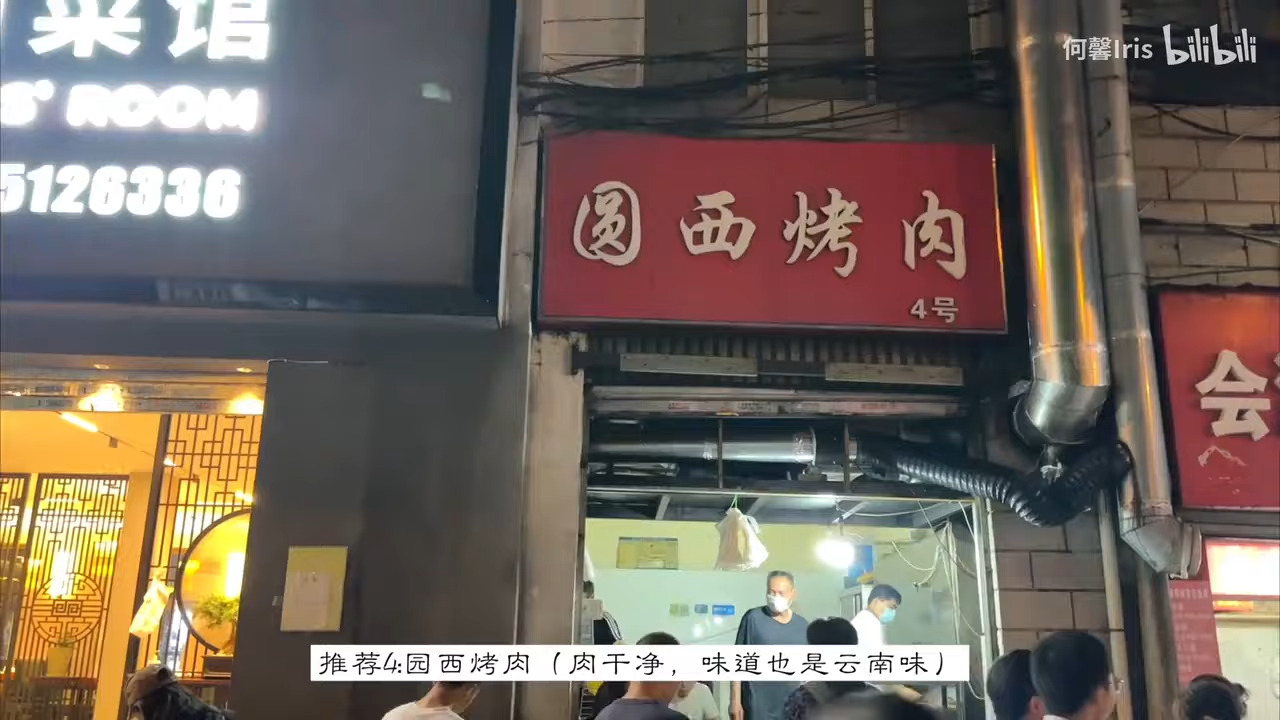 菜馆
S' ROOM
5126336
何馨Iris bilibili
圆西烤肉
4号
会
推荐4:园西烤肉（肉干净，味道也是云南味）